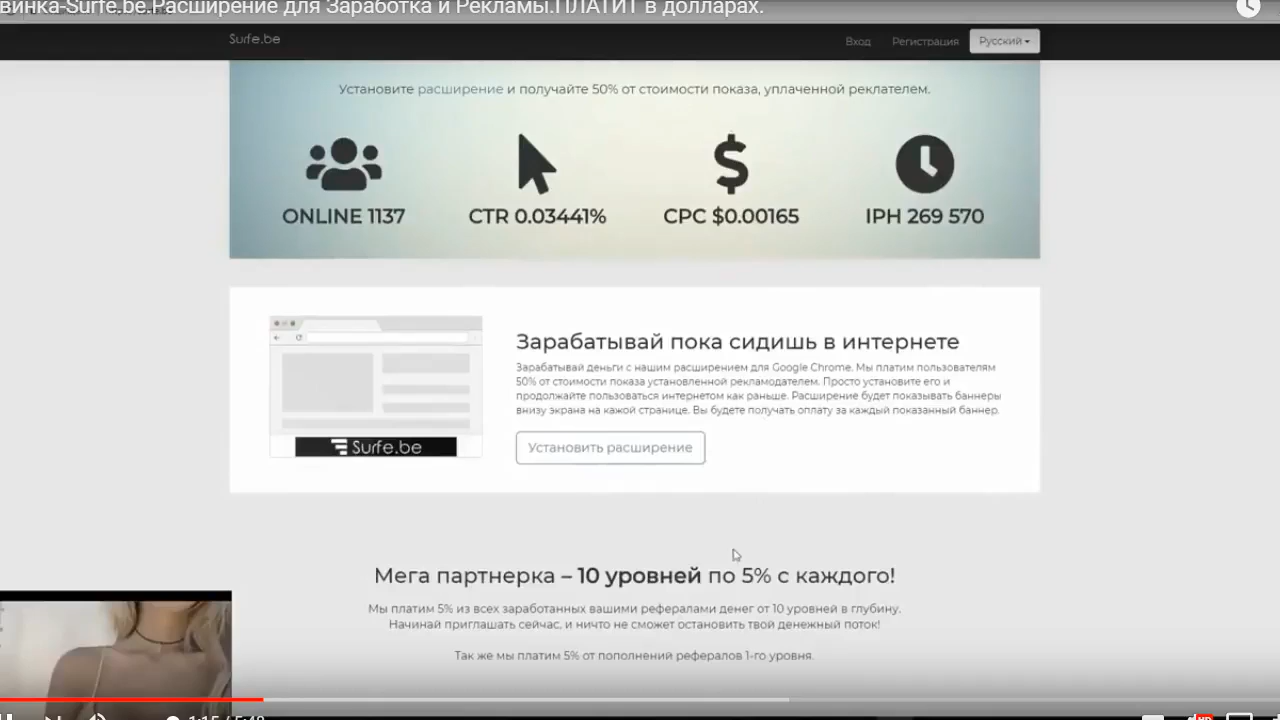 винка-Surfe.be.Расширение для Заработка и Рекламы.ПЛАТИТ в долларах.
Surfe.be
Вход Регистрация Русский
Установите расширение и получайте 50% от стоимости показа, уплаченной реклателем.
ONLINE 1137 CTR 0.03441% CPC $0.00165 IPH 269 570
Зарабатывай пока сидишь в интернете
Зарабатывай деньги с нашим расширением для Google Chrome. Мы платим пользователям
50% от стоимости показа установленной рекламодателем. Просто установите его и
продолжайте пользоваться интернетом как раньше. Расширение будет показывать баннеры
внизу экрана на кажой странице. Вы будете получать оплату за каждый показанный баннер.
Surfe.be
Установить расширение
Мега партнерка – 10 уровней по 5% с каждого!
Мы платим 5% из всех заработанных вашими рефералами денег от 10 уровней в глубину.
Начинай приглашать сейчас, и ничто не сможет остановить твой денежный поток!
Так же мы платим 5% от пополнений рефералов 1-го уровня.
1:15 / 5:48
HD